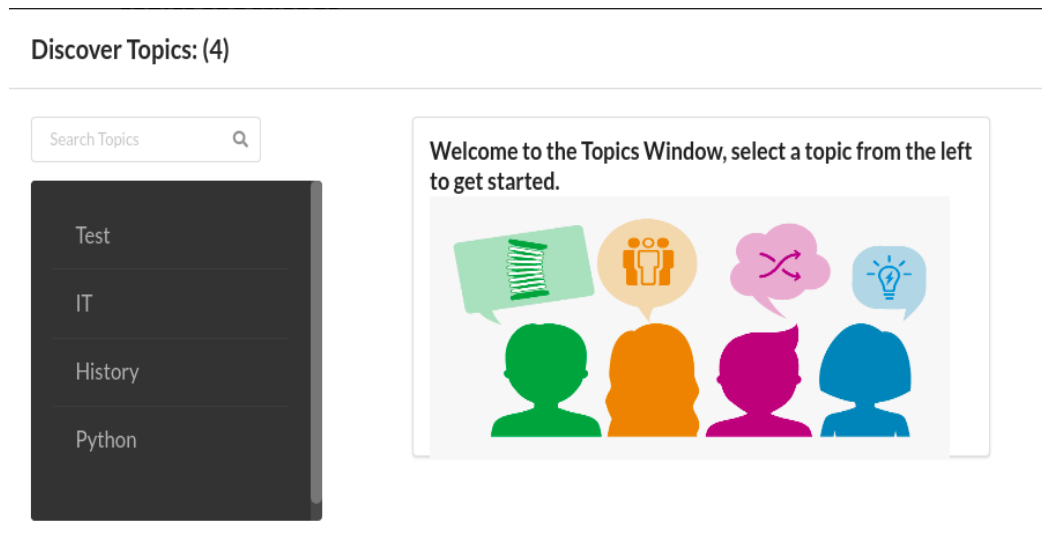 Discover Topics: (4)
Search Topics
Test
IT
History
Python
Welcome to the Topics Window, select a topic from the left
to get started.